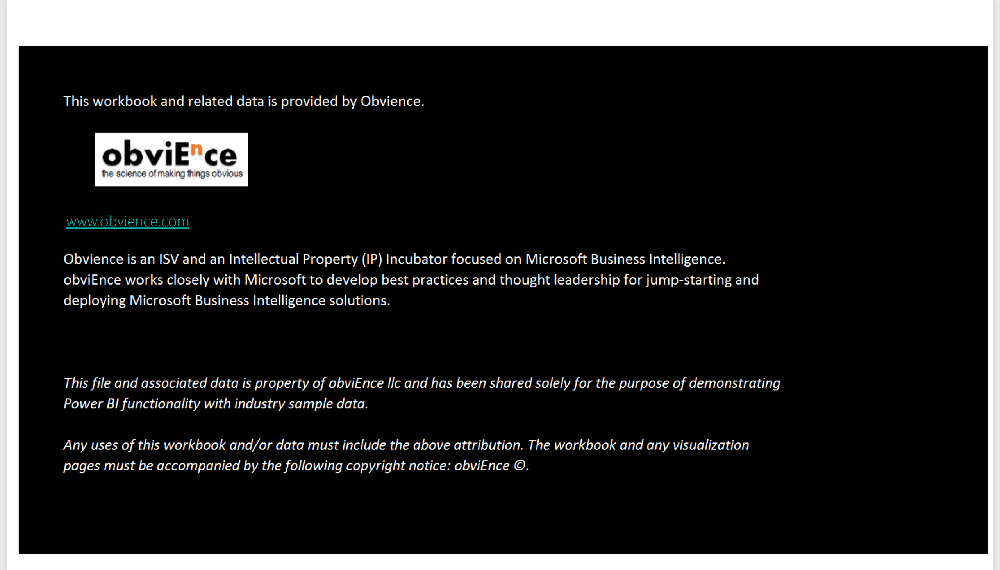 This workbook and related data is provided by Obvience.
obviEnce
the science of making things obvious
www.obvience.com
Obvience is an ISV and an Intellectual Property (IP) Incubator focused on Microsoft Business Intelligence.
obviEnce works closely with Microsoft to develop best practices and thought leadership for jump-starting and
deploying Microsoft Business Intelligence solutions.
This file and associated data is property of obviEnce llc and has been shared solely for the purpose of demonstrating
Power BI functionality with industry sample data.
Any uses of this workbook and/or data must include the above attribution. The workbook and any visualization
pages must be accompanied by the following copyright notice: obviEnce ©.